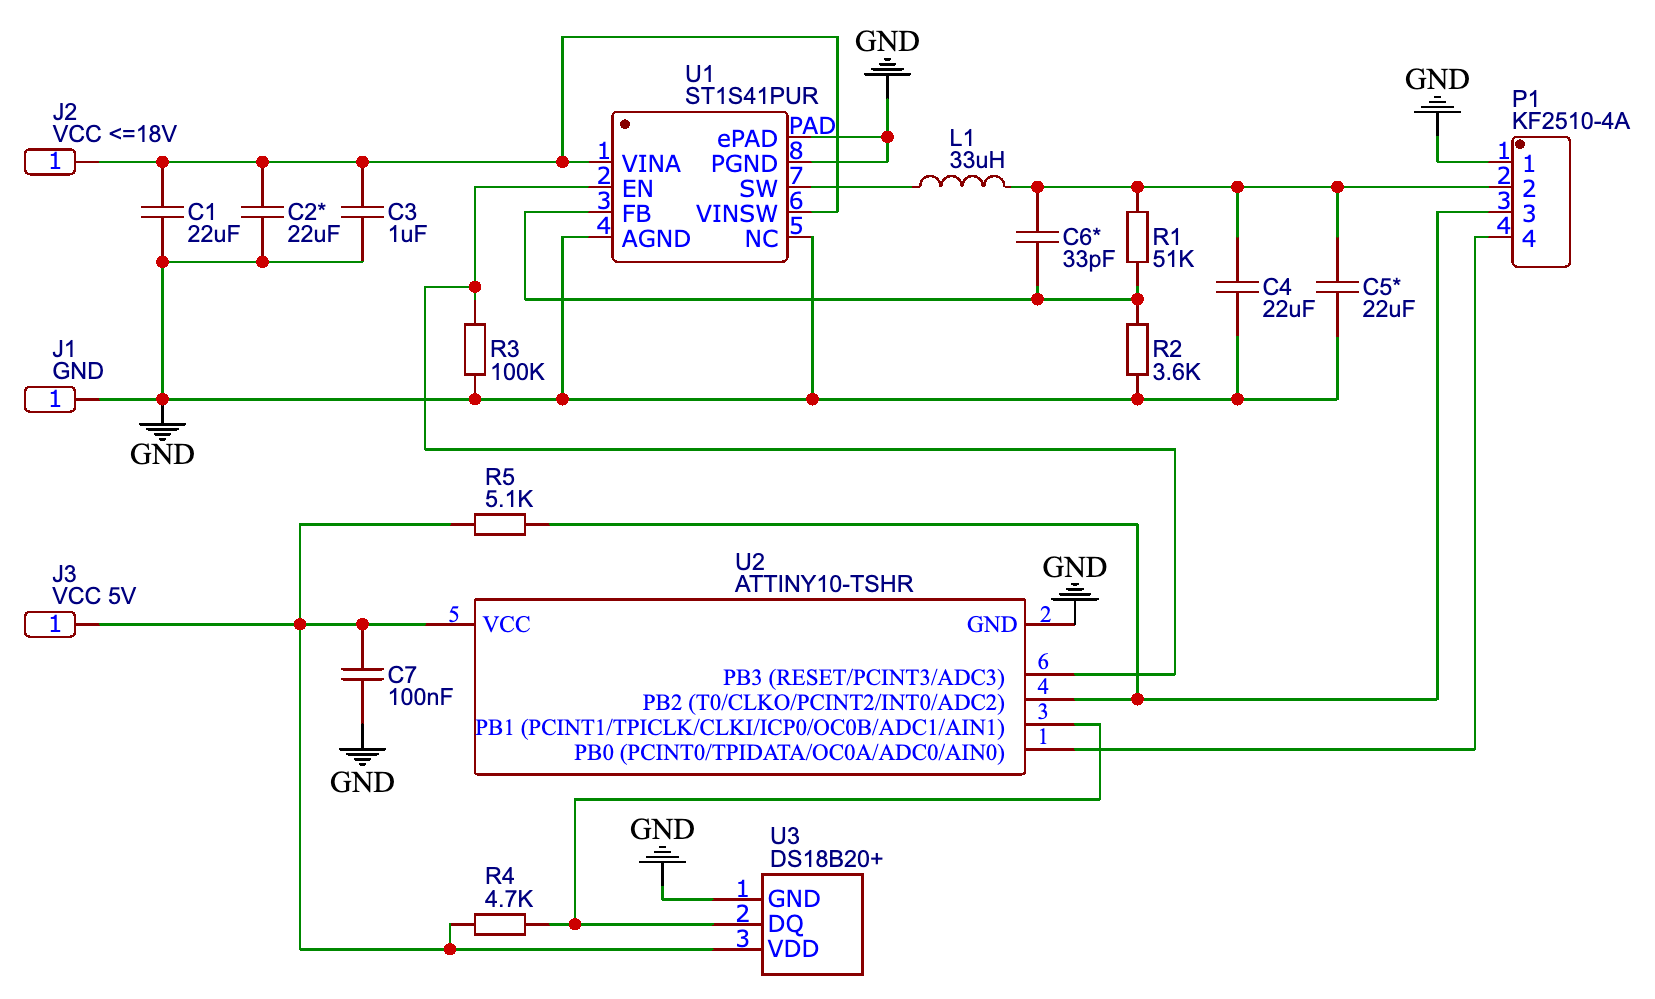 GND
U1
ST1S41PUR
GND
P1
KF2510-4A
J2
VCC <=18V
1
C1
22uF
C2*
22uF
C3
1uF
1
2
3
4
VINA
EN
FB
AGND
ePAD
PGND
SW
VINSW
NC
PAD
8
7
6
5
L1
33uH
1
2
3
4
1
2
3
4
C6*
33pF
R1
51K
C4
22uF
C5*
22uF
J1
GND
1
R3
100K
R2
3.6K
GND
R5
5.1K
J3
VCC 5V
1
U2
ATTINY10-TSHR
GND
5
VCC
GND
2
PB3 (RESET/PCINT3/ADC3)
6
PB2 (T0/CLKO/PCINT2/INT0/ADC2)
4
PB1 (PCINT1/TPICLK/CLKI/ICP0/OC0B/ADC1/AIN1)
3
PB0 (PCINT0/TPIDATA/OC0A/ADC0/AIN0)
1
C7
100nF
GND
GND
U3
DS18B20+
R4
4.7K
1
GND
2
DQ
3
VDD